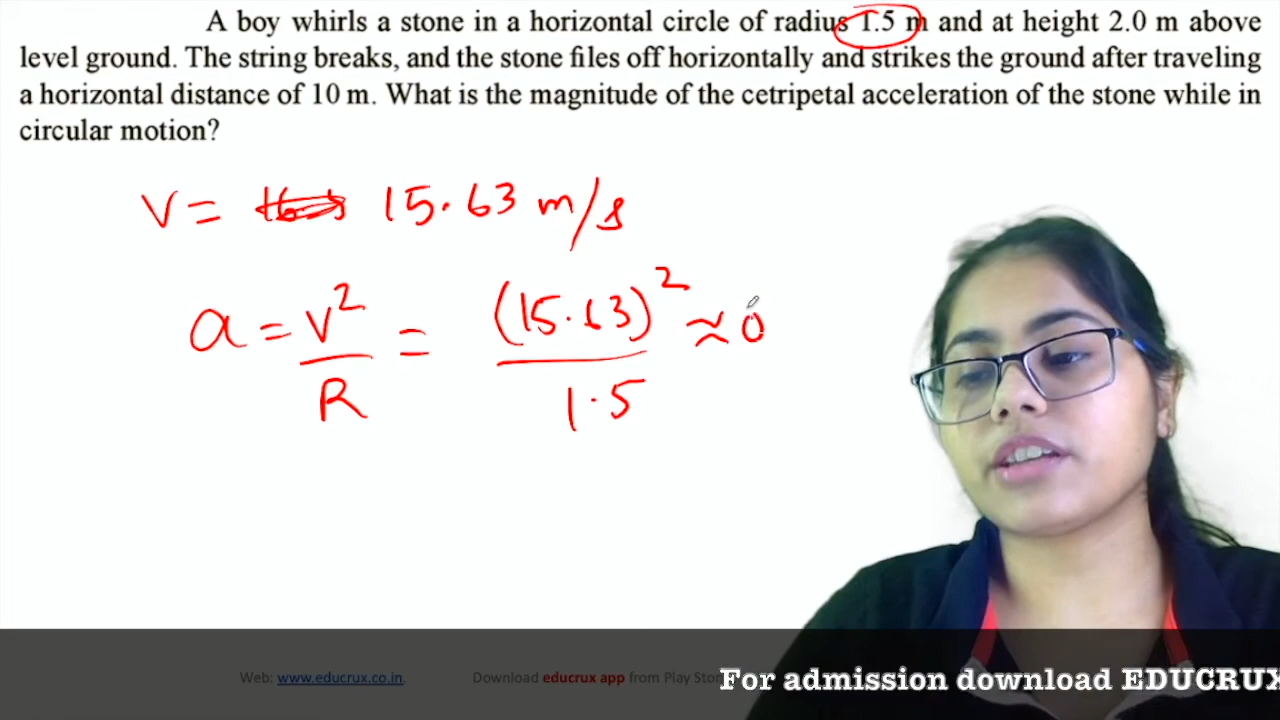 A boy whirls a stone in a horizontal circle of radius 1.5 m and at height 2.0 m above
level ground. The string breaks, and the stone files off horizontally and strikes the ground after traveling
a horizontal distance of 10 m. What is the magnitude of the cetripetal acceleration of the stone while in
circular motion?
V = 15.63 m/s
a = V²/R = (15.63)²/1.5 ≈ 0
Web: www.educrux.co.in. Download educrux app from Play Sto
For admission download EDUCRUX